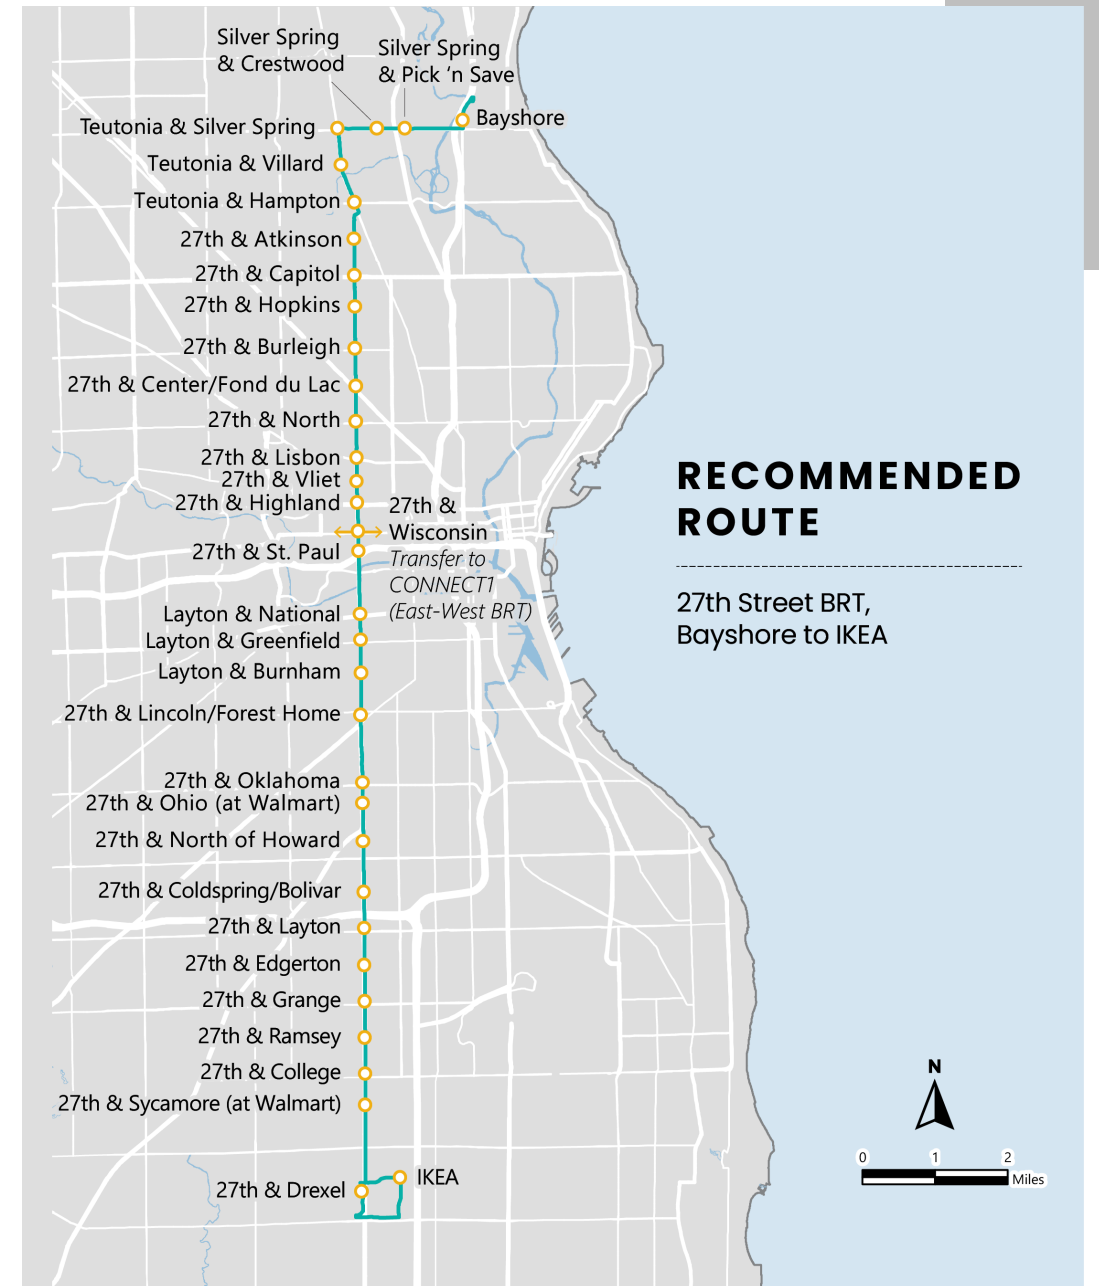 Silver Spring
& Crestwood
Silver Spring
& Pick ‘n Save
Bayshore
Teutonia & Silver Spring
Teutonia & Villard
Teutonia & Hampton
27th & Atkinson
27th & Capitol
27th & Hopkins
27th & Burleigh
27th & Center/Fond du Lac
27th & North
27th & Lisbon
27th & Vliet
27th & Highland
27th &
Wisconsin
Transfer to
CONNECT1
(East-West BRT)
27th & St. Paul
Layton & National
Layton & Greenfield
Layton & Burnham
27th & Lincoln/Forest Home
27th & Oklahoma
27th & Ohio (at Walmart)
27th & North of Howard
27th & Coldspring/Bolivar
27th & Layton
27th & Edgerton
27th & Grange
27th & Ramsey
27th & College
27th & Sycamore (at Walmart)
IKEA
27th & Drexel
RECOMMENDED
ROUTE
27th Street BRT,
Bayshore to IKEA
N
0 1 2
Miles